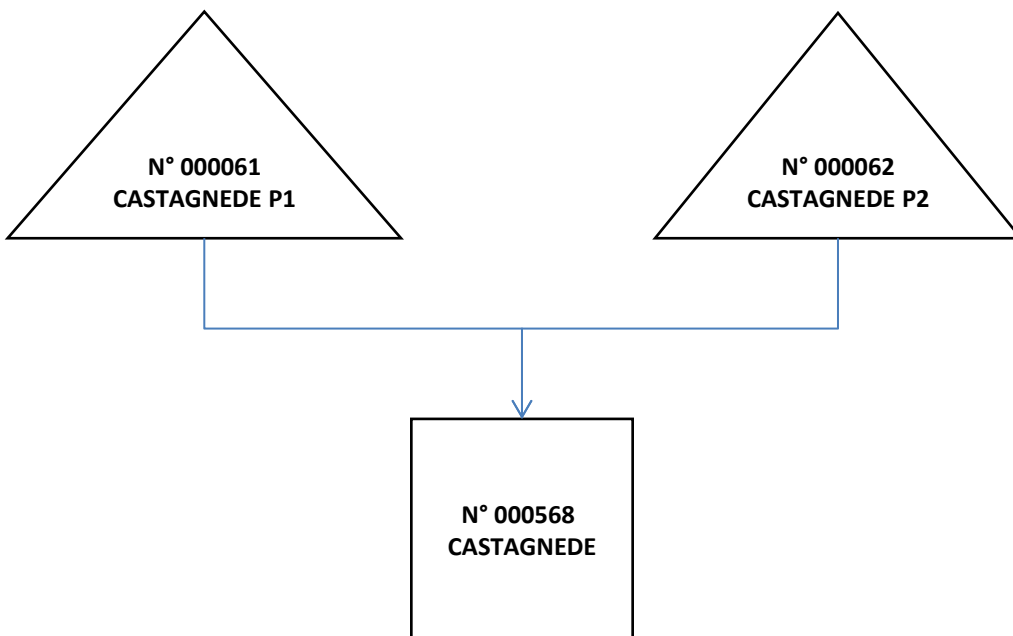 N° 000061
CASTAGNEDE P1
N° 000062
CASTAGNEDE P2
N° 000568
CASTAGNEDE